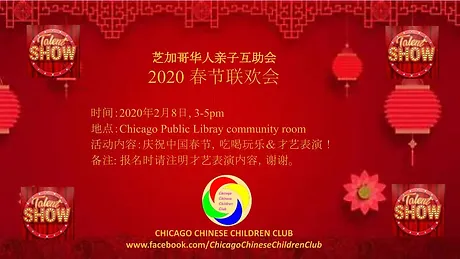 Talent
SHOW
Talent
SHOW
芝加哥华人亲子互助会
2020 春节联欢会
时间:2020年2月8日, 3-5pm
地点:Chicago Public Libray community room
活动内容:庆祝中国春节, 吃喝玩乐&才艺表演!
备注: 报名时请注明才艺表演内容, 谢谢。
Talent
SHOW
Talent
SHOW
Chicago
Chinese
Children
Club
CHICAGO CHINESE CHILDREN CLUB
www.facebook.com/ChicagoChineseChildrenClub